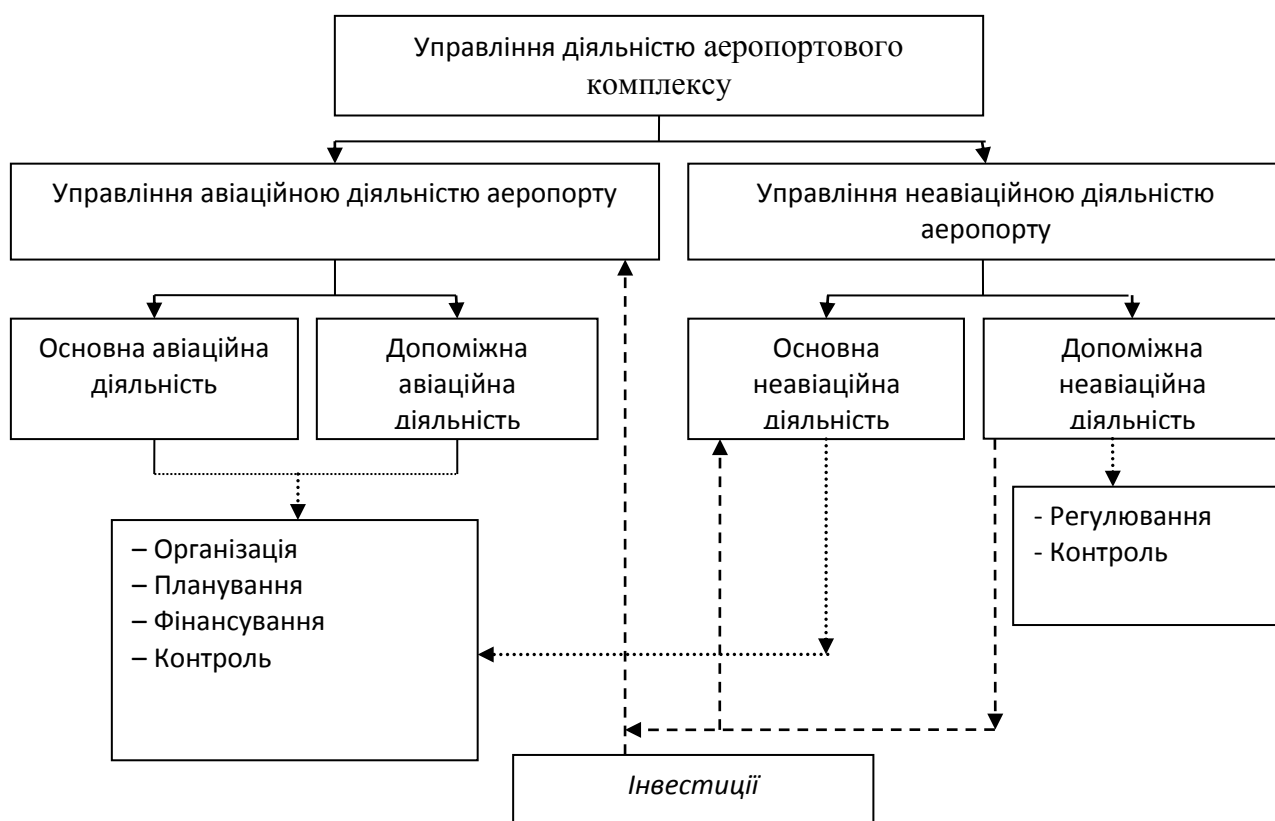 Управління діяльністю аеропортового
комплексу
Управління авіаційною діяльністю аеропорту
Управління неавіаційною діяльністю
аеропорту
Основна авіаційна
діяльність
Допоміжна
авіаційна
діяльність
Основна
неавіаційна
діяльність
Допоміжна
неавіаційна
діяльність
– Організація
– Планування
– Фінансування
– Контроль
- Регулювання
- Контроль
Інвестиції